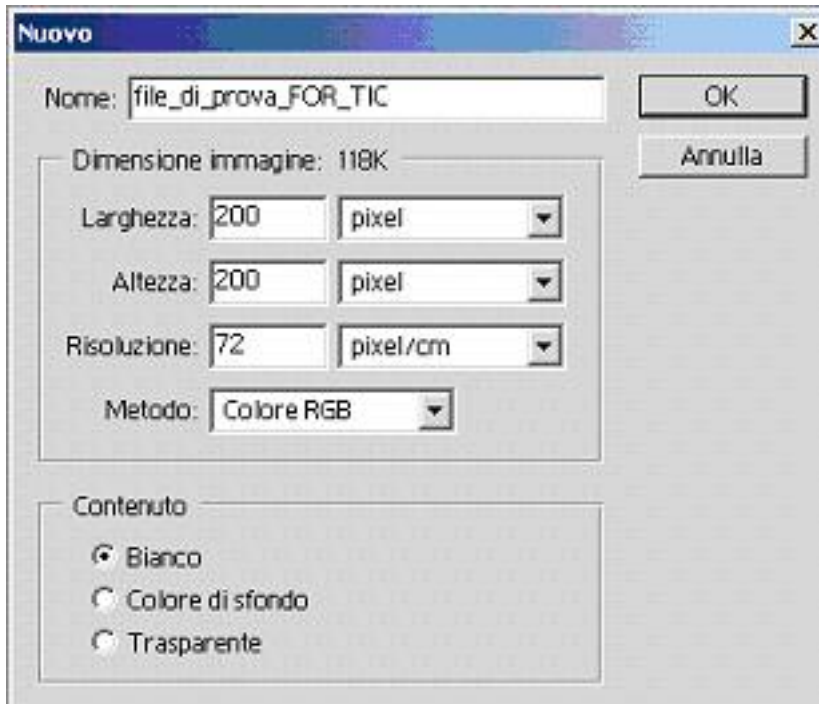 Nuovo
Nome: file_di_prova_FOR_TIC
OK
Annulla
Dimensione immagine: 118K
Larghezza: 200 pixel
Altezza: 200 pixel
Risoluzione: 72 pixel/cm
Metodo: Colore RGB
Contenuto
Bianco
Colore di sfondo
Trasparente